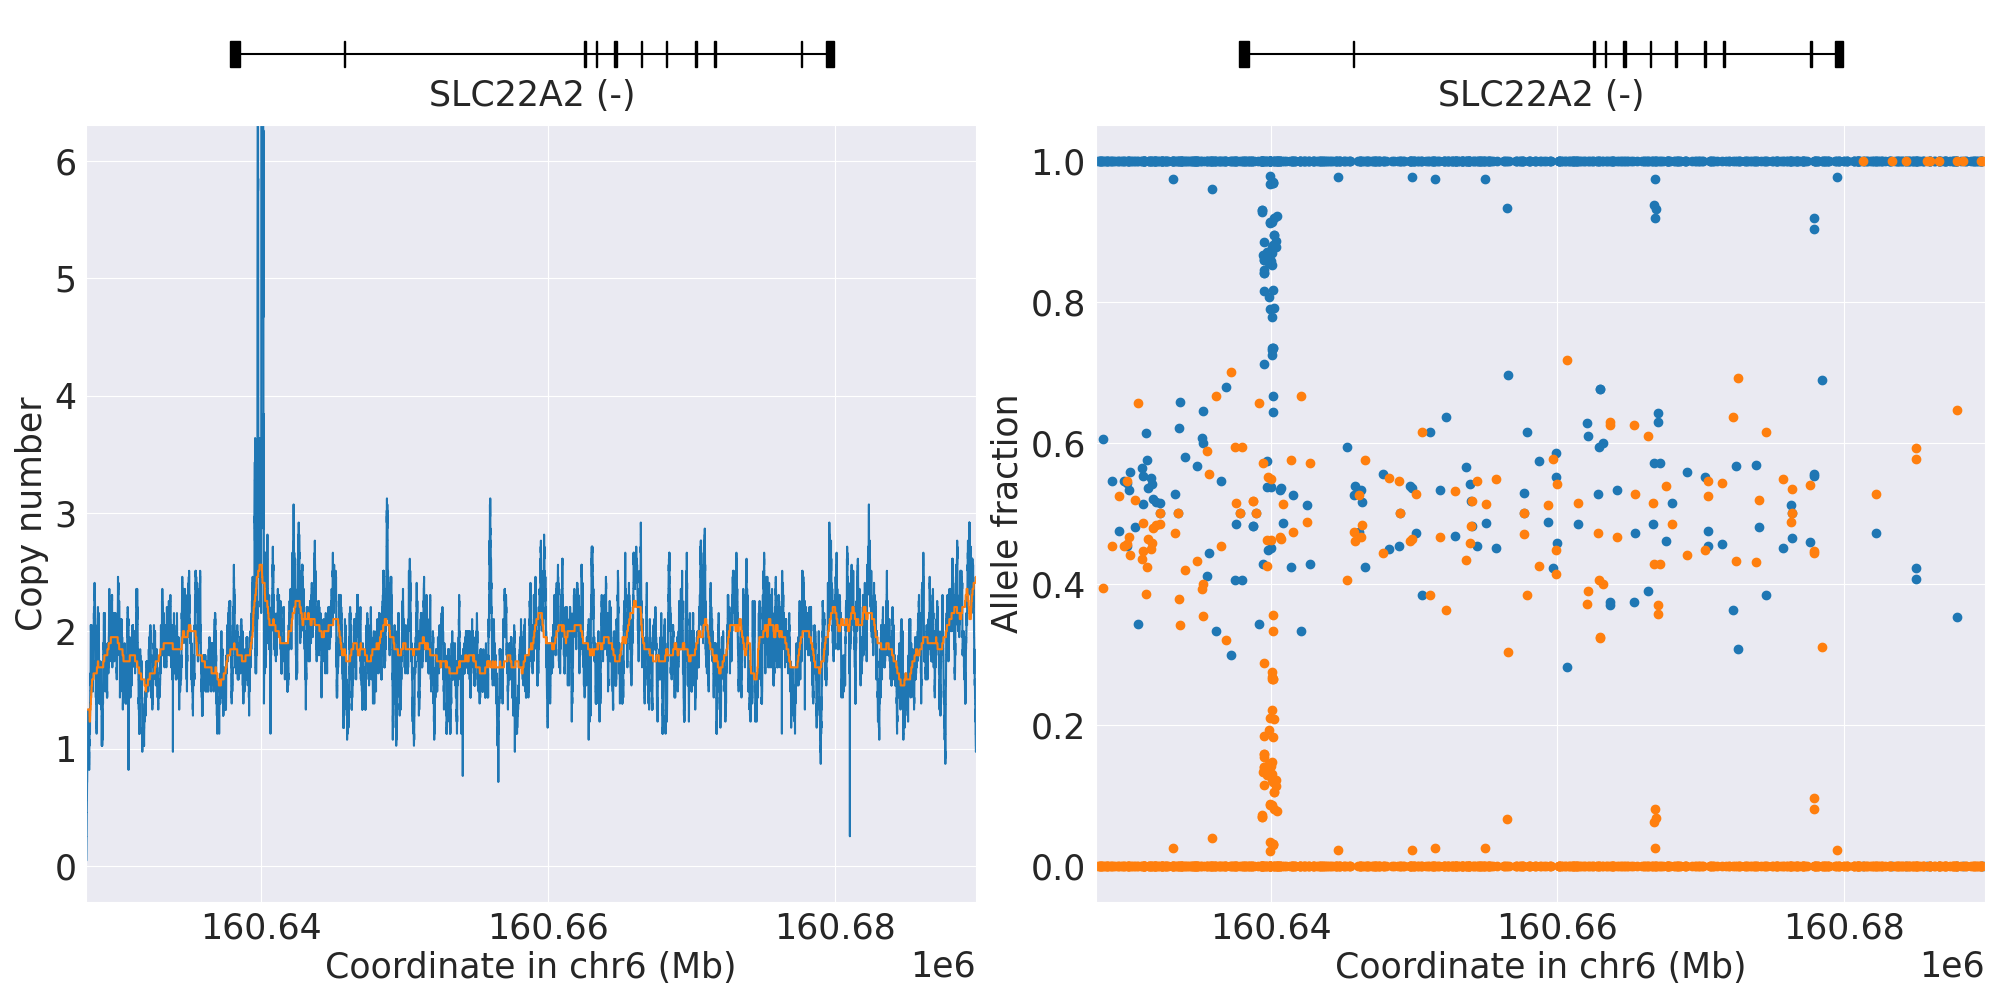 SLC22A2 (-)
Copy number
6
5
4
3
2
1
0
160.64
160.66
160.68
Coordinate in chr6 (Mb)
1e6
SLC22A2 (-)
Allele fraction
1.0
0.8
0.6
0.4
0.2
0.0
160.64
160.66
160.68
Coordinate in chr6 (Mb)
1e6